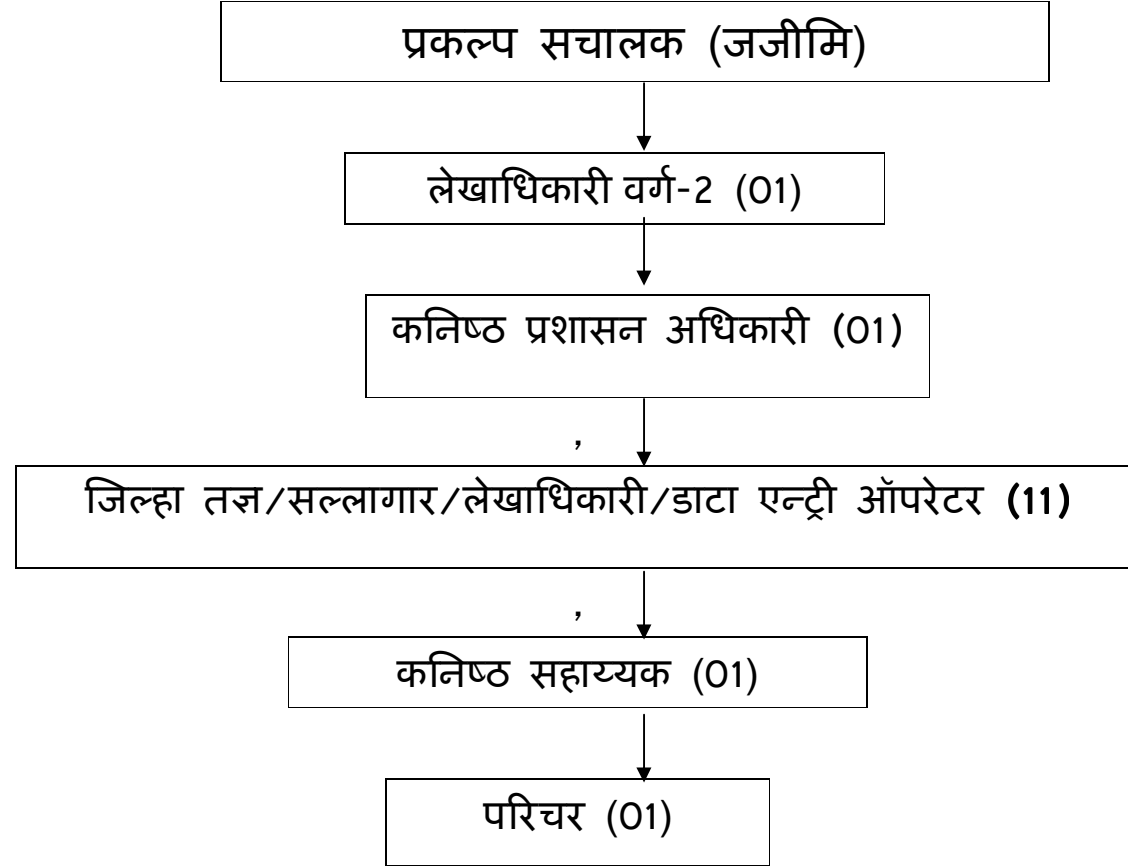 प्रकल्प सचालक (जजीमि)
लेखाधिकारी वर्ग-2 (01)
कनिष्ठ प्रशासन अधिकारी (01)
,
जिल्हा तज्ञ/सल्लागार/लेखाधिकारी/डाटा एन्ट्री ऑपरेटर (11)
,
कनिष्ठ सहाय्यक (01)
परिचर (01)